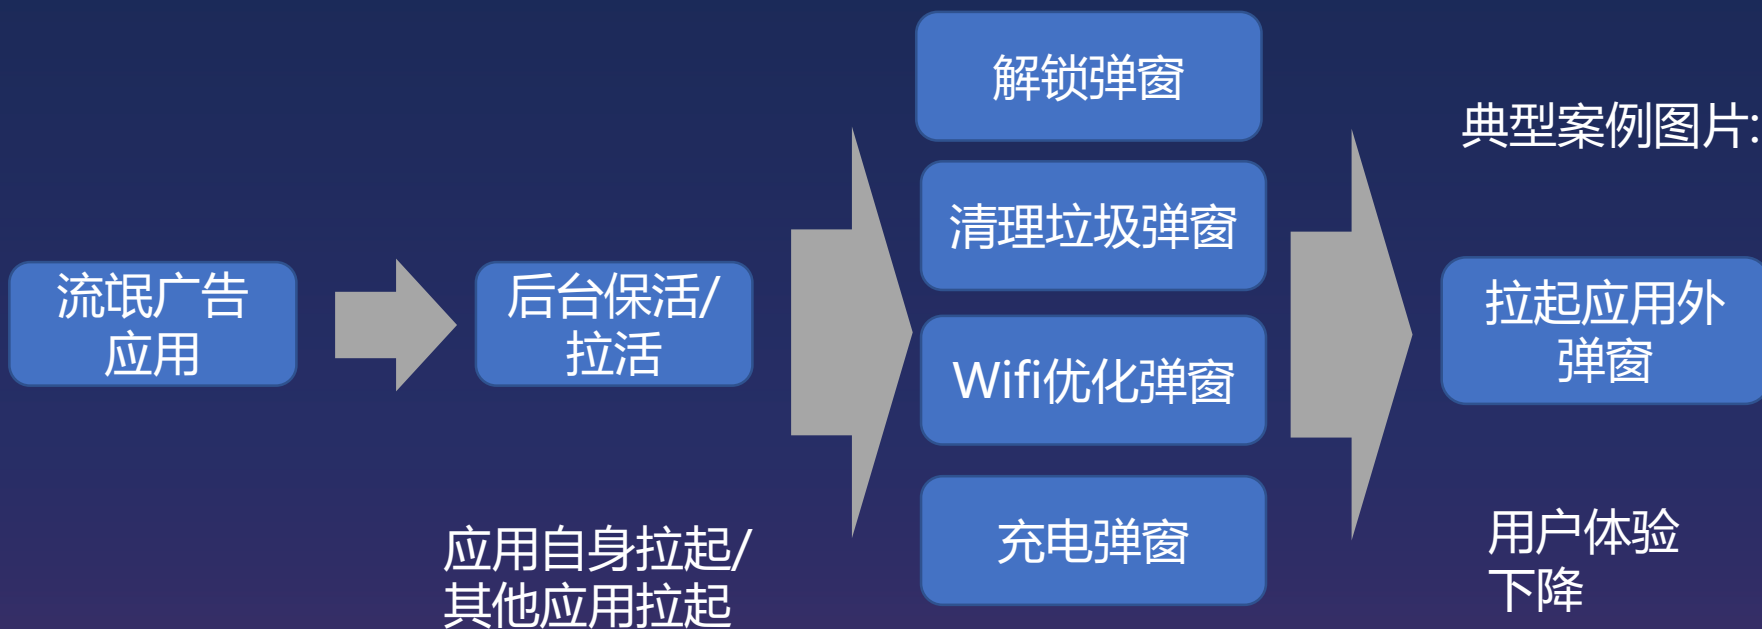 流氓广告
应用
后台保活/
拉活
应用自身拉起/
其他应用拉起
解锁弹窗
清理垃圾弹窗
Wifi优化弹窗
充电弹窗
典型案例图片:
拉起应用外
弹窗
用户体验
下降